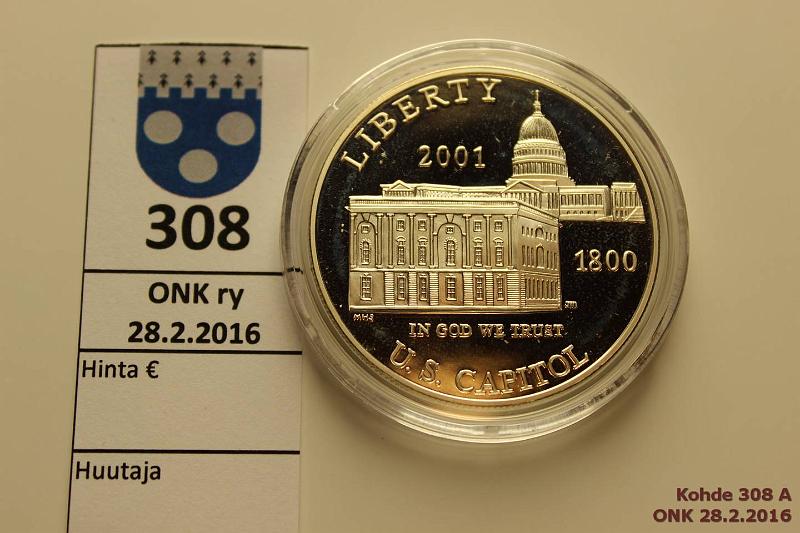 308
ONK ry
28.2.2016
Hinta €
Huutaja
LIBERTY
2001
1800
MHS
IN GOD WE TRUST
U.S. CAPITOL
Kohde 308 A
ONK 28.2.2016